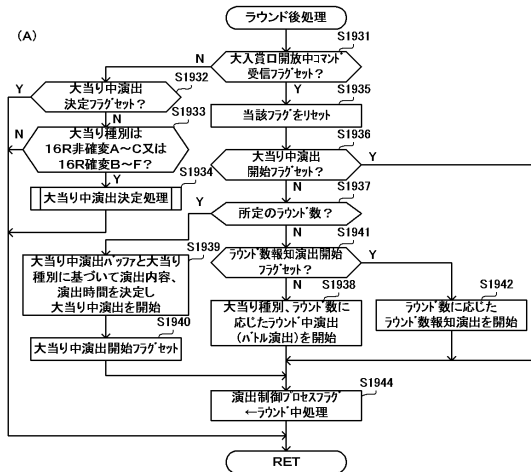 (A)
ラウンド後処理
S1931
大入賞口開放中コマンド
受信フラグセット？
N
Y
S1932
大当り中演出
決定フラグセット？
Y
N
S1933
大当り種別は
16R非確変A～C又は
16R確変B～F？
N
Y
S1934
大当り中演出決定処理
S1935
当該フラグをリセット
S1936
大当り中演出
開始フラグセット？
Y
N
S1937
所定のラウンド数？
Y
N
S1941
ラウンド数報知演出開始
フラグセット？
Y
N
S1939
大当り中演出バッファと大当り
種別に基づいて演出内容、
演出時間を決定し
大当り中演出を開始
S1940
大当り中演出開始フラグセット
S1938
大当り種別、ラウンド数に
応じたラウンド中演出
(バトル演出)を開始
S1942
ラウンド数に応じた
ラウンド数報知演出を開始
S1944
演出制御プロセスフラグ
←ラウンド中処理
RET